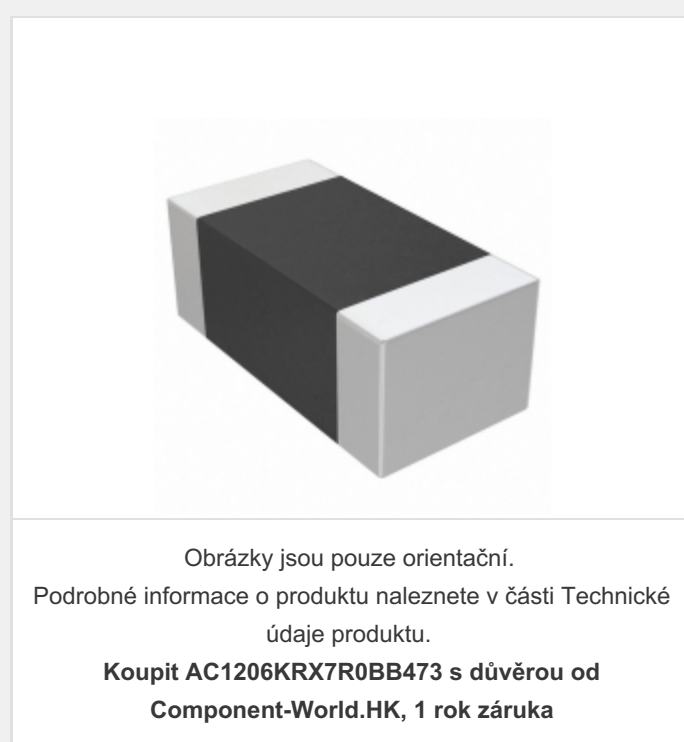 Obrázky jsou pouze orientační.
Podrobné informace o produktu naleznete v části Technické
údaje produktu.
Koupit AC1206KRX7R0BB473 s důvěrou od
Component-World.HK, 1 rok záruka